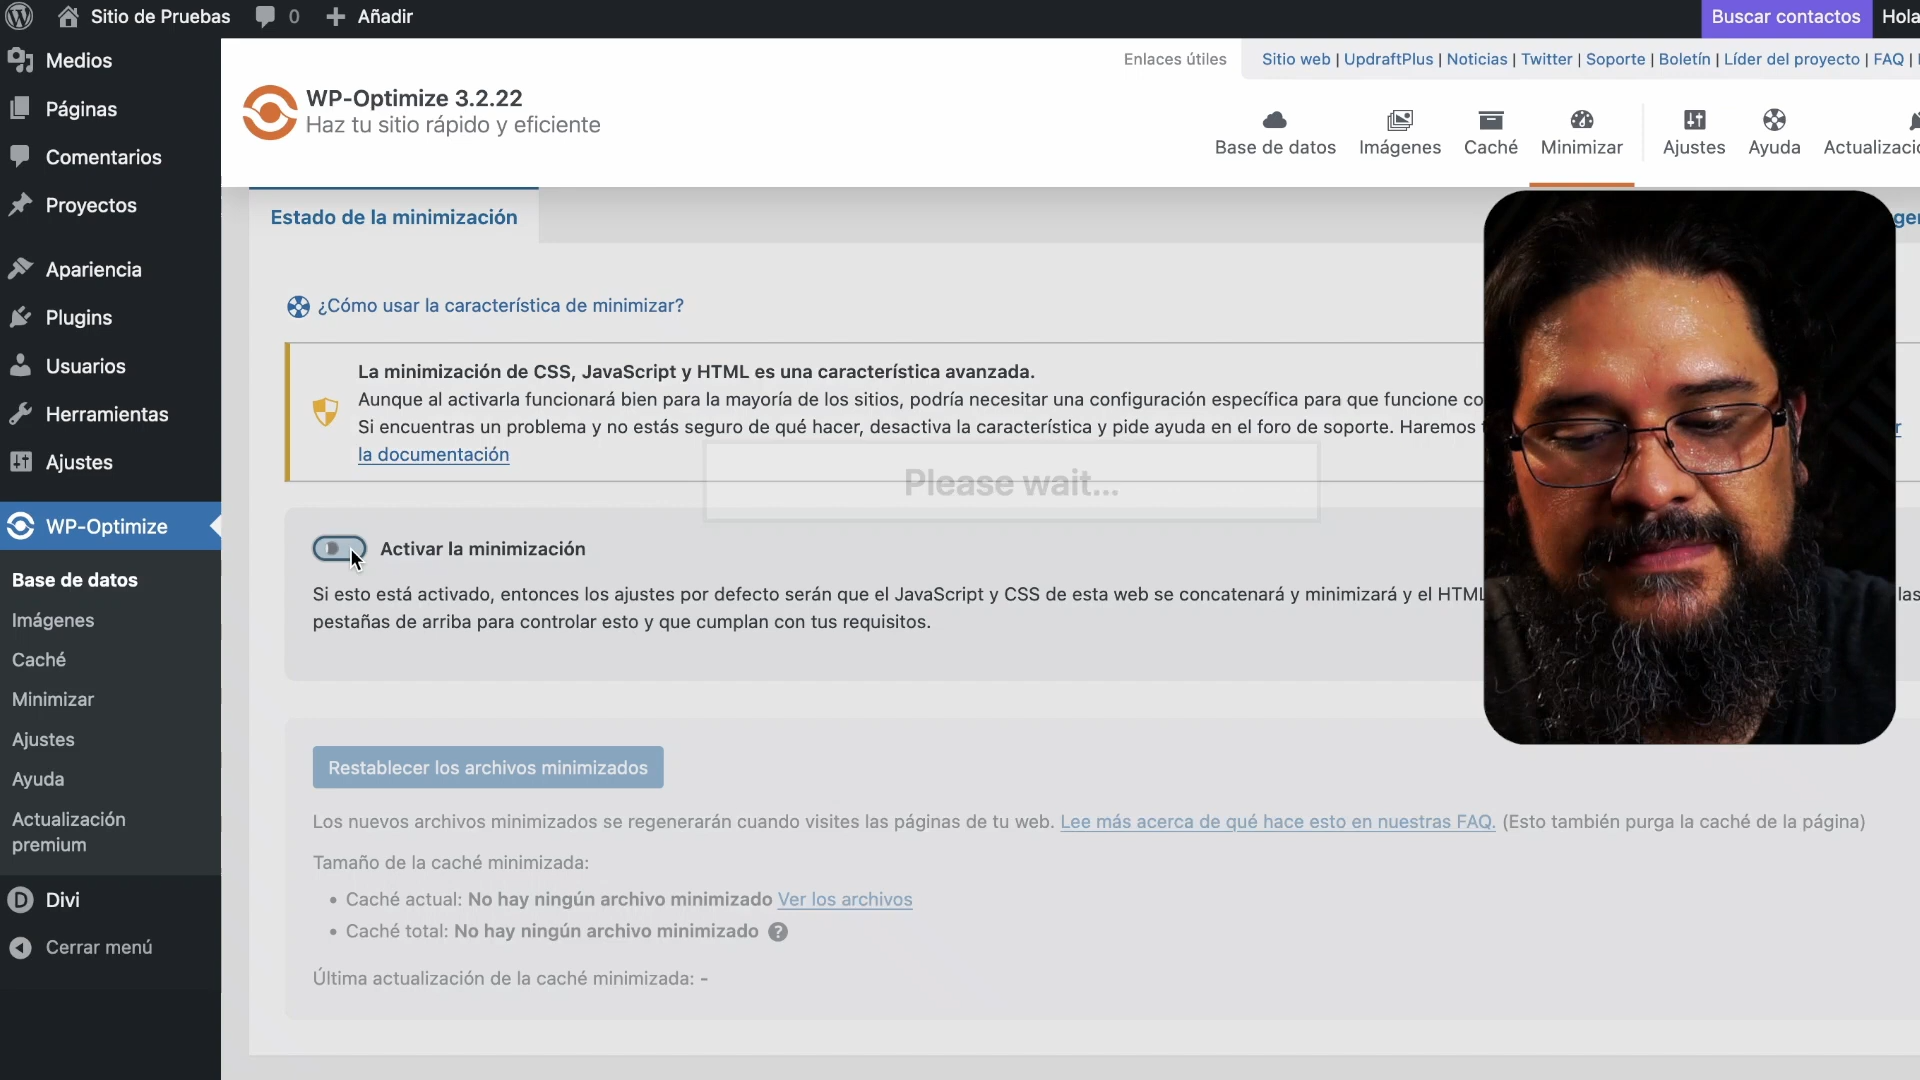 Sitio de Pruebas 0 Añadir Buscar contactos Hola
Medios
Páginas
Comentarios
Proyectos
Apariencia
Plugins
Usuarios
Herramientas
Ajustes
WP-Optimize
Base de datos
Imágenes
Caché
Minimizar
Ajustes
Ayuda
Actualización
premium
Divi
Cerrar menú
Enlaces útiles Sitio web | UpdraftPlus | Noticias | Twitter | Soporte | Boletín | Líder del proyecto | FAQ |
WP-Optimize 3.2.22
Haz tu sitio rápido y eficiente
Base de datos Imágenes Caché Minimizar Ajustes Ayuda
Estado de la minimización
¿Cómo usar la característica de minimizar?
La minimización de CSS, JavaScript y HTML es una característica avanzada.
Aunque al activarla funcionará bien para la mayoría de los sitios, podría necesitar una configuración específica para que funcione
Si encuentras un problema y no estás seguro de qué hacer, desactiva la característica y pide ayuda en el foro de soporte. Haremos
la documentación
Please wait...
Activar la minimización
Si esto está activado, entonces los ajustes por defecto serán que el JavaScript y CSS de esta web se concatenará y minimizará y el HTML las
pestañas de arriba para controlar esto y que cumplan con tus requisitos.
Restablecer los archivos minimizados
Los nuevos archivos minimizados se regenerarán cuando visites las páginas de tu web. Lee más acerca de qué hace esto en nuestras FAQ. (Esto también purga la caché de la página)
Tamaño de la caché minimizada:
• Caché actual: No hay ningún archivo minimizado Ver los archivos
• Caché total: No hay ningún archivo minimizado ?
Última actualización de la caché minimizada: -